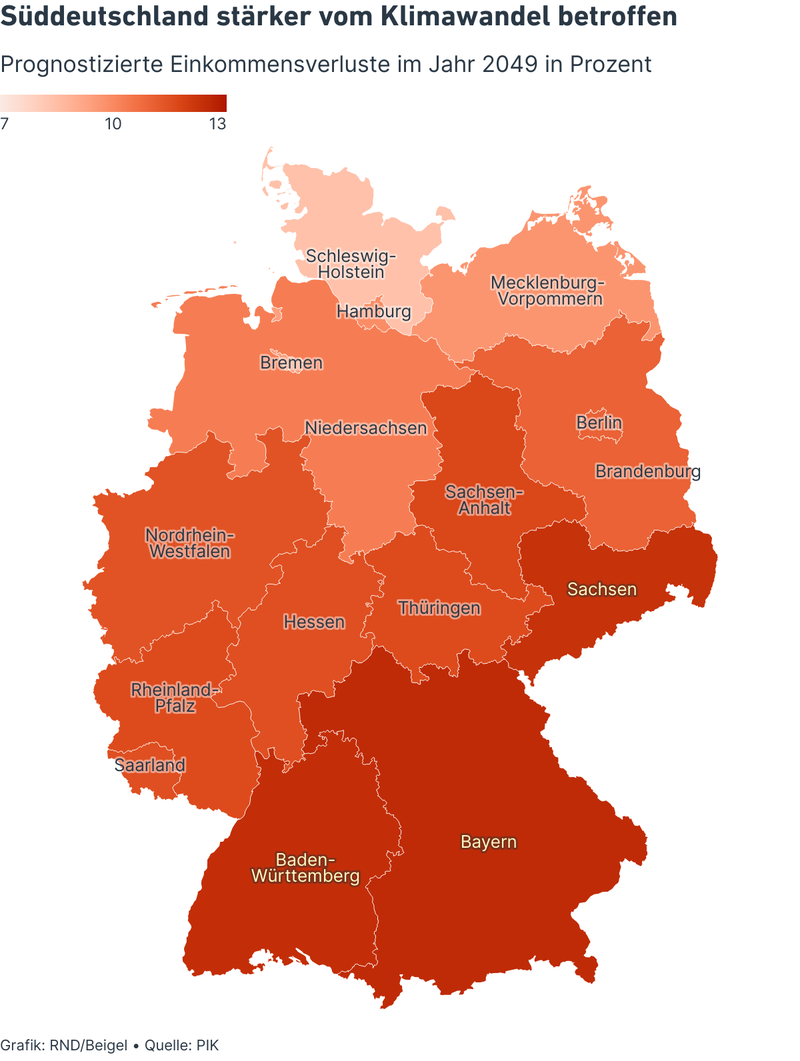 Süddeutschland stärker vom Klimawandel betroffen
Prognostizierte Einkommensverluste im Jahr 2049 in Prozent
7 10 13
Schleswig-
Holstein
Mecklenburg-
Vorpommern
Hamburg
Bremen
Niedersachsen
Berlin
Brandenburg
Sachsen-
Anhalt
Nordrhein-
Westfalen
Sachsen
Thüringen
Hessen
Rheinland-
Pfalz
Saarland
Bayern
Baden-
Württemberg
Grafik: RND/Beigel • Quelle: PIK